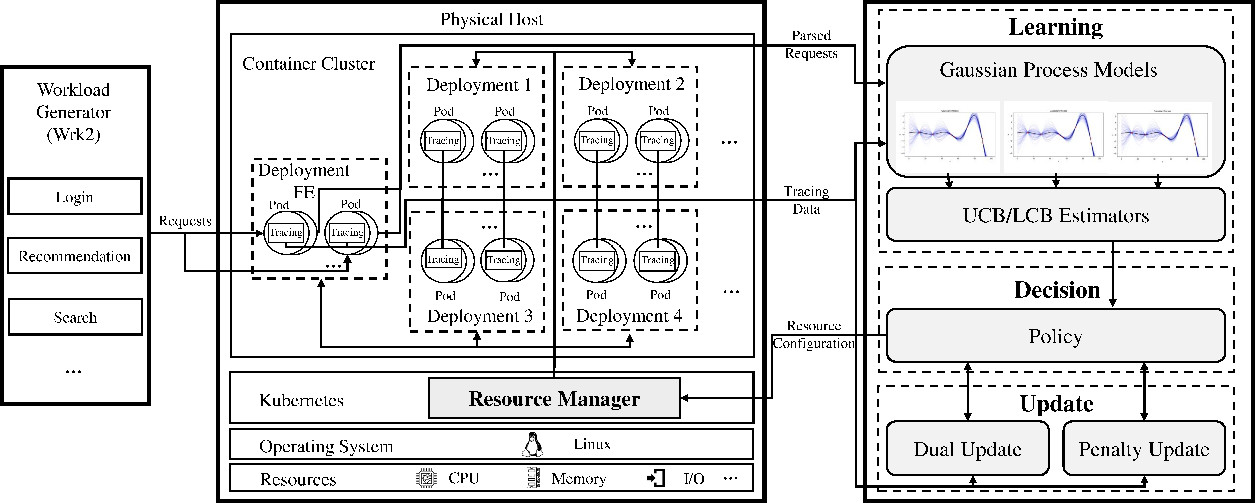 Workload
Generator
(Wrk2)
Login
Recommendation
Search
...
Requests
Physical Host
Container Cluster
Deployment
FE
Pod
Pod
Tracing
Tracing
...
Deployment 1
Pod
Pod
Tracing
Tracing
...
Deployment 2
Pod
Pod
Tracing
Tracing
...
...
...
Tracing
Tracing
Pod
Pod
Deployment 3
...
Tracing
Tracing
Pod
Pod
Deployment 4
...
Kubernetes
Resource Manager
Operating System
Linux
Resources
CPU
Memory
I/O
...
Parsed
Requests
Tracing
Data
Resource
Configuration
Learning
Gaussian Process Models
UCB/LCB Estimators
Decision
Policy
Update
Dual Update
Penalty Update